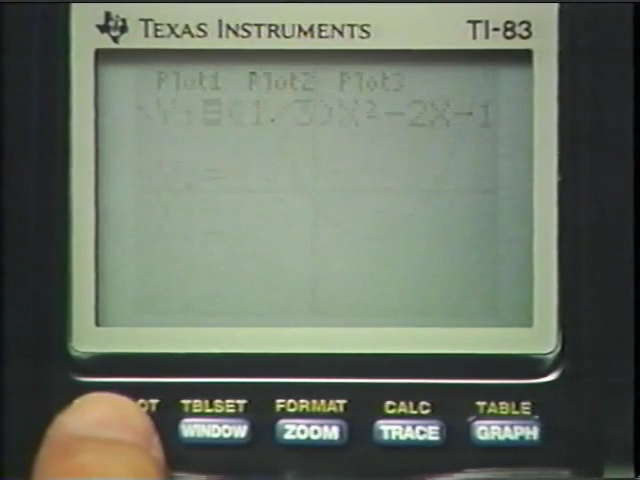 TEXAS INSTRUMENTS TI-83
Plot1 Plot2 Plot3
\Y₁=(1/3)X²-2X-1
TBLSET FORMAT CALC TABLE
WINDOW ZOOM TRACE GRAPH